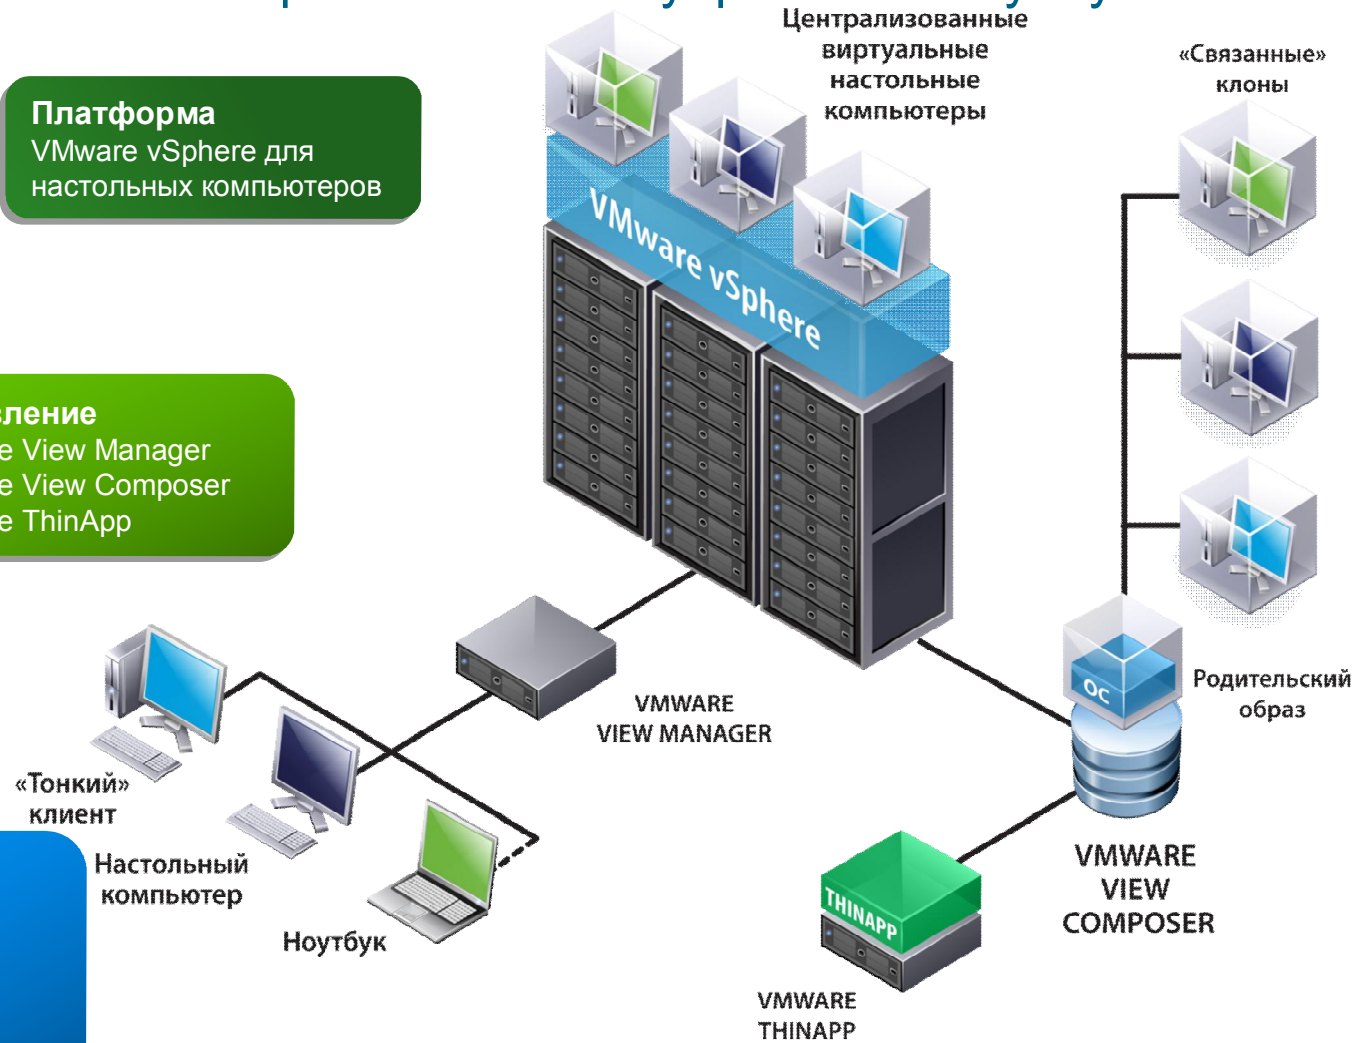 Централизованные
виртуальные
настольные
компьютеры
«Связанные»
клоны
Платформа
VMware vSphere для
настольных компьютеров
VMware vSphere
View Manager
View Composer
ThinApp
ОС
Родительский
образ
VMWARE
VIEW MANAGER
«Тонкий»
клиент
Настольный
компьютер
Ноутбук
VMWARE
VIEW
COMPOSER
THINAPP
VMWARE
THINAPP